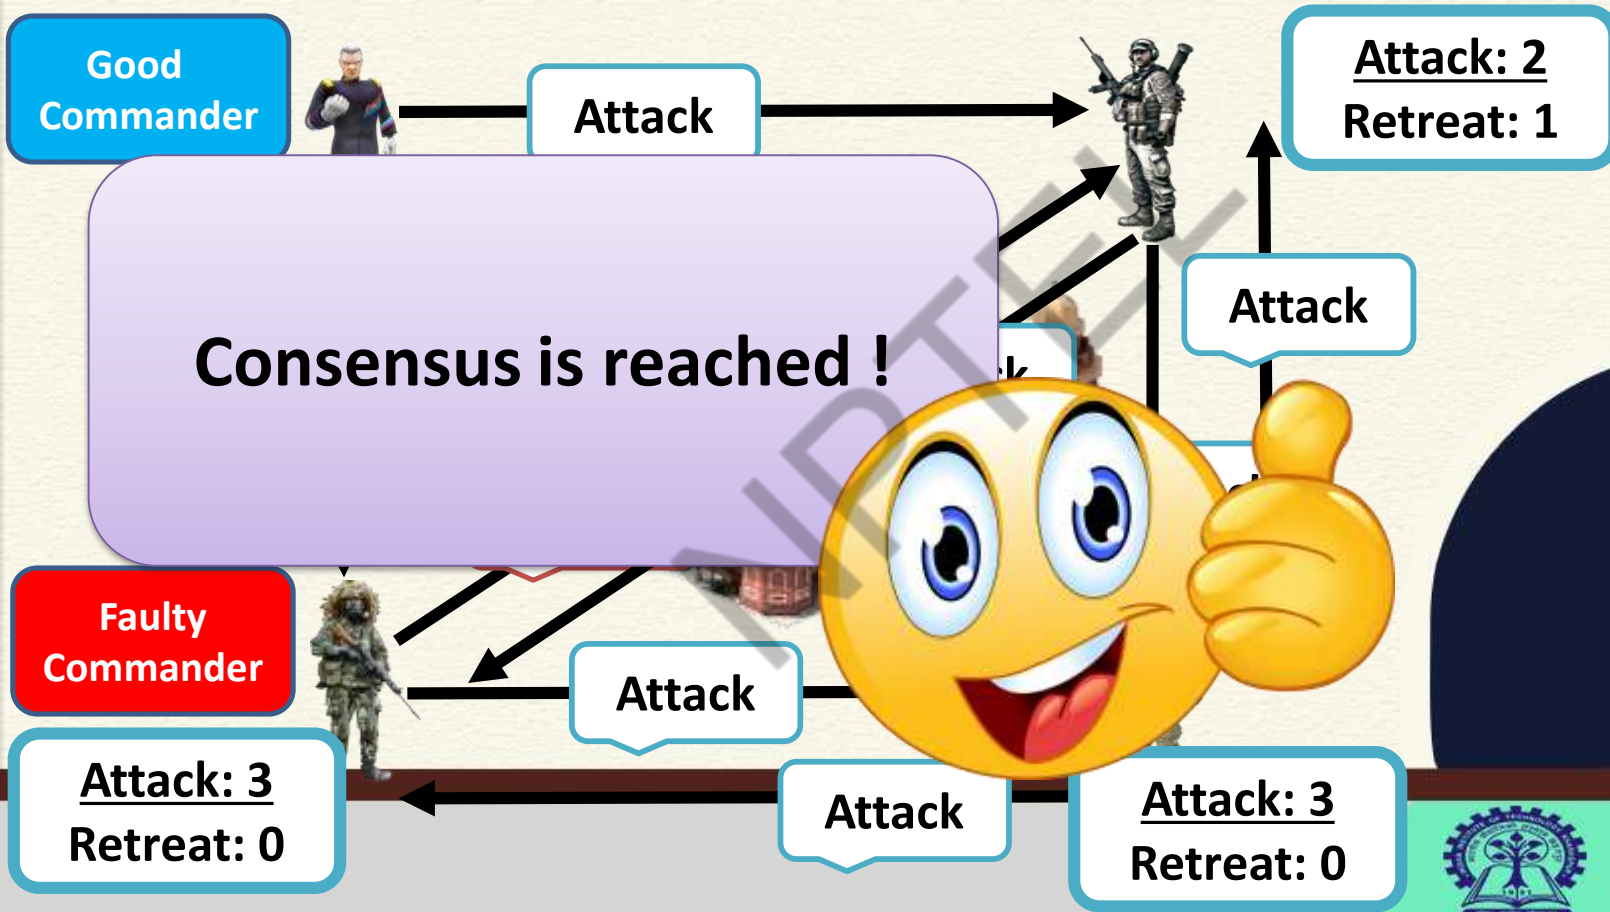 Good
Commander
Attack
Attack: 2
Retreat: 1
Attack
Consensus is reached !
NPTEL
Faulty
Commander
Attack
Attack: 3
Retreat: 0
Attack
Attack: 3
Retreat: 0